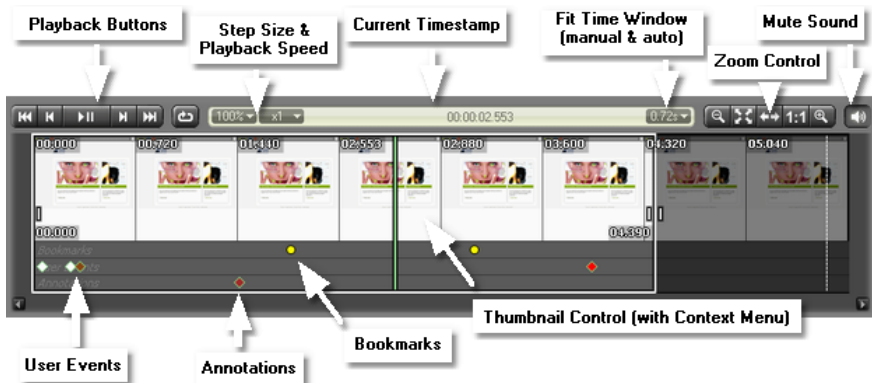 Playback Buttons
Step Size &
Playback Speed
Current Timestamp
Fit Time Window
(manual & auto)
Mute Sound
Zoom Control
100% x1 00:00:02.553 0.72s 1:1
00:000 00:720 01:440 02:553 02:880 03:600 04:320 05:040
00.000 04.390
Bookmarks
User Events
Annotations
Thumbnail Control (with Context Menu)
Bookmarks
User Events
Annotations